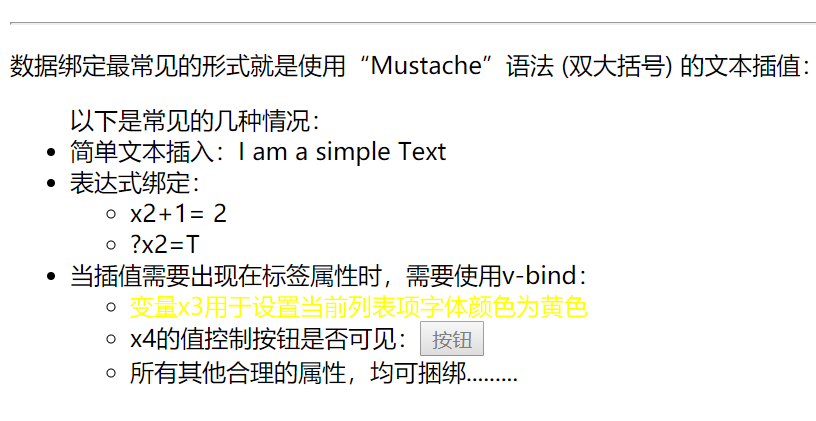 数据绑定最常见的形式就是使用“Mustache”语法 (双大括号) 的文本插值：
以下是常见的几种情况：
简单文本插入：I am a simple Text
表达式绑定：
x2+1= 2
?x2=T
当插值需要出现在标签属性时，需要使用v-bind：
变量x3用于设置当前列表项字体颜色为黄色
x4的值控制按钮是否可见：按钮
所有其他合理的属性，均可捆绑.........